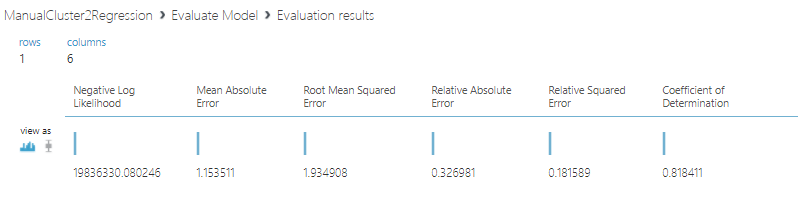 ManualCluster2Regression › Evaluate Model › Evaluation results
rows columns
1 6
Negative Log Mean Absolute Root Mean Squared Relative Absolute Relative Squared Coefficient of
Likelihood Error Error Error Error Determination
view as
19836330.080246 1.153511 1.934908 0.326981 0.181589 0.818411